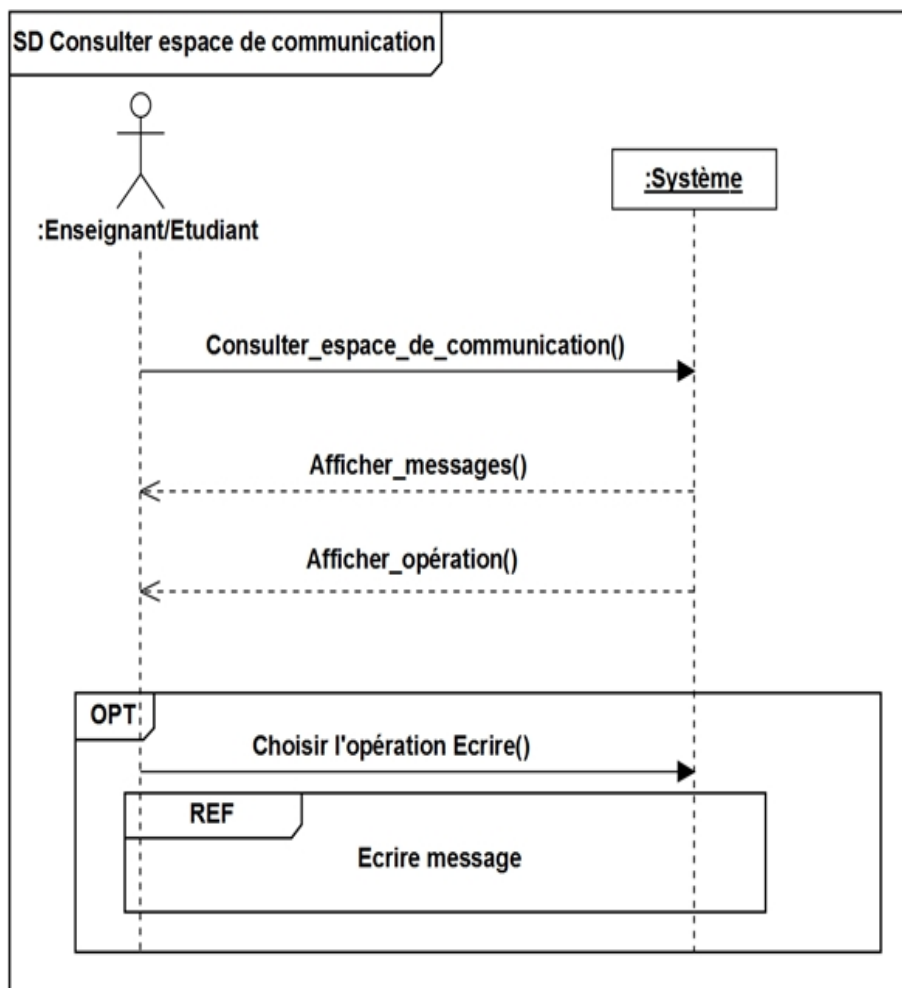 SD Consulter espace de communication
:Système
:Enseignant/Etudiant
Consulter_espace_de_communication()
Afficher_messages()
Afficher_opération()
OPT
Choisir l'opération Ecrire()
REF
Ecrire message